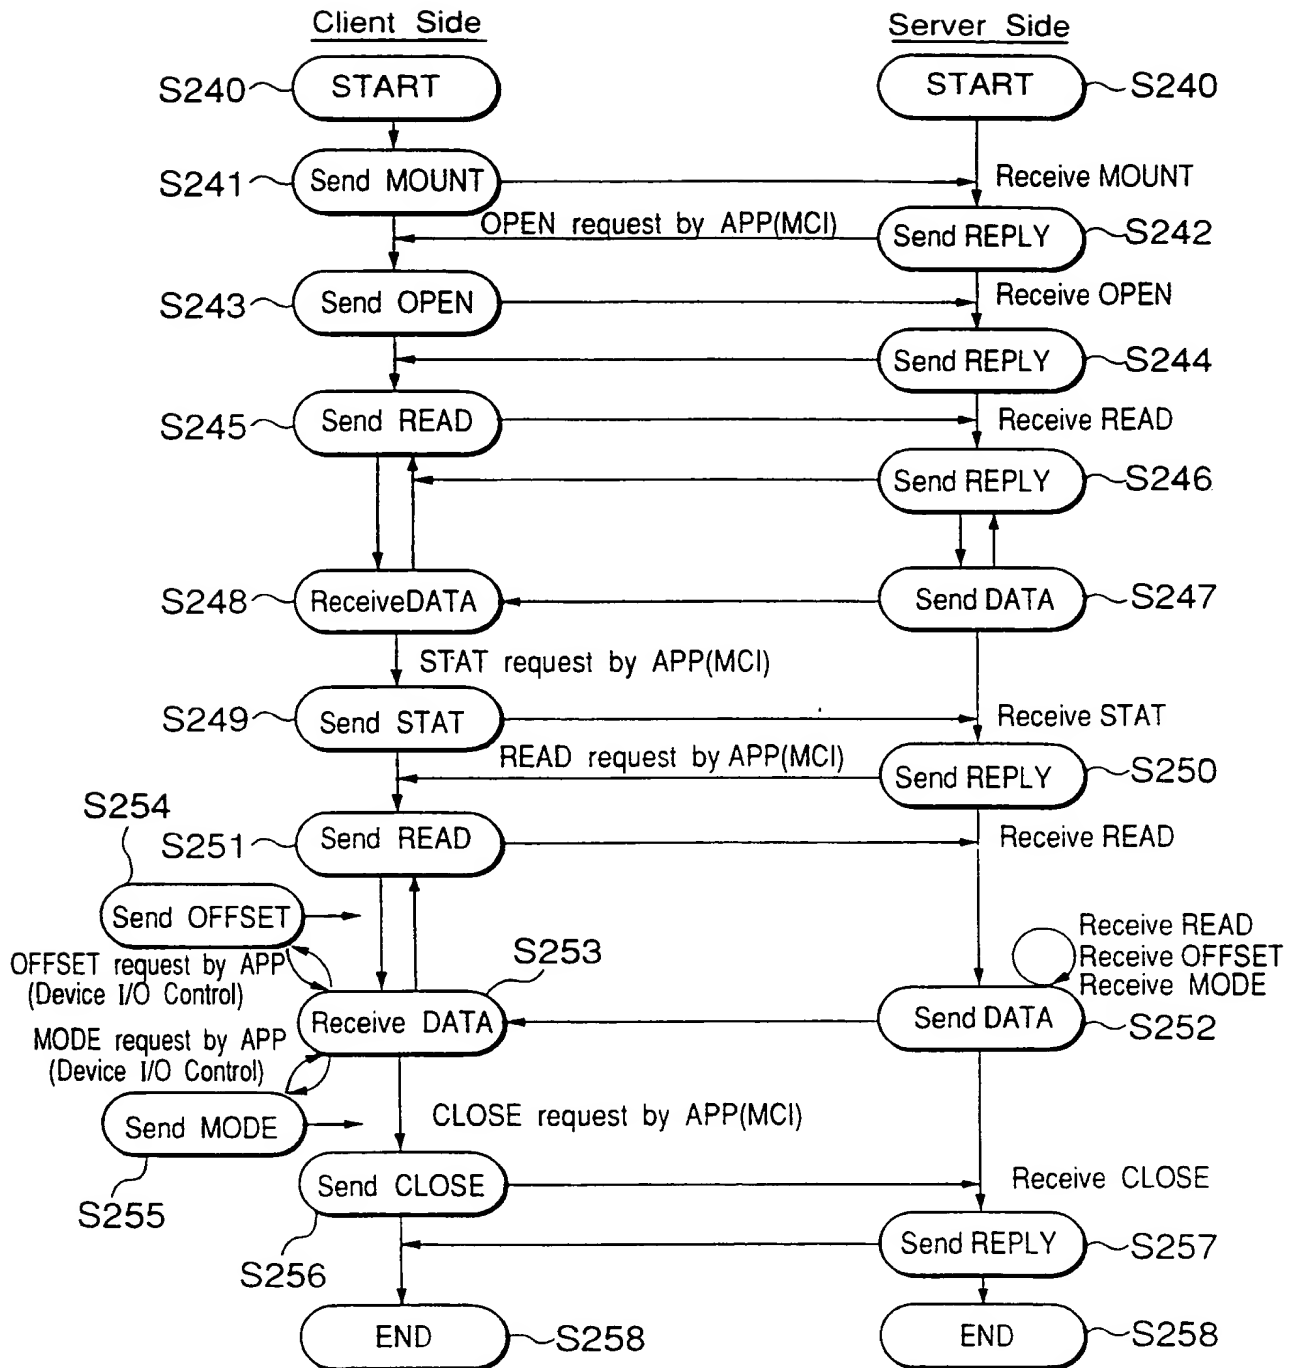 Client Side
Server Side
S240
START
START
S240
S241
Send MOUNT
Receive MOUNT
OPEN request by APP(MCI)
Send REPLY
S242
S243
Send OPEN
Receive OPEN
Send REPLY
S244
S245
Send READ
Receive READ
Send REPLY
S246
S248
ReceiveDATA
Send DATA
S247
STAT request by APP(MCI)
S249
Send STAT
Receive STAT
READ request by APP(MCI)
Send REPLY
S250
S254
S251
Send READ
Receive READ
Send OFFSET
OFFSET request by APP
(Device I/O Control)
S253
Receive READ
Receive OFFSET
Receive MODE
Receive DATA
Send DATA
S252
MODE request by APP
(Device I/O Control)
Send MODE
S255
CLOSE request by APP(MCI)
Send CLOSE
Receive CLOSE
S256
Send REPLY
S257
END
S258
END
S258